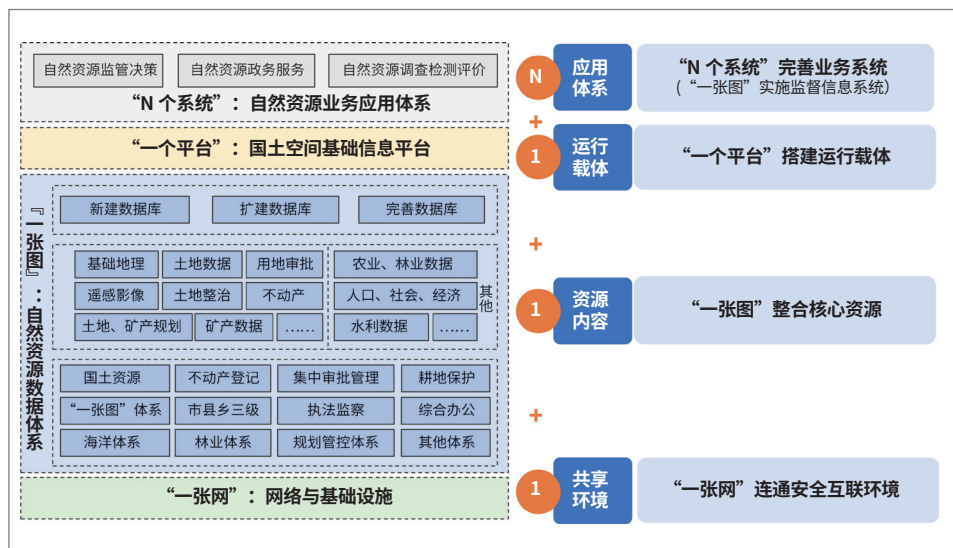 自然资源监管决策
自然资源政务服务
自然资源调查检测评价
“N 个系统”：自然资源业务应用体系
“一个平台”：国土空间基础信息平台
『一张图』：自然资源数据体系
新建数据库
扩建数据库
完善数据库
基础地理
土地数据
用地审批
农业、林业数据
遥感影像
土地整治
不动产
人口、社会、经济
其他
土地、矿产规划
矿产数据
……
水利数据
……
国土资源
不动产登记
集中审批管理
耕地保护
“一张图”体系
市县乡三级
执法监察
综合办公
海洋体系
林业体系
规划管控体系
其他体系
“一张网”：网络与基础设施
N
应用
体系
“N 个系统”完善业务系统
(“一张图”实施监督信息系统)
+
1
运行
载体
“一个平台”搭建运行载体
+
1
资源
内容
“一张图”整合核心资源
+
1
共享
环境
“一张网”连通安全互联环境